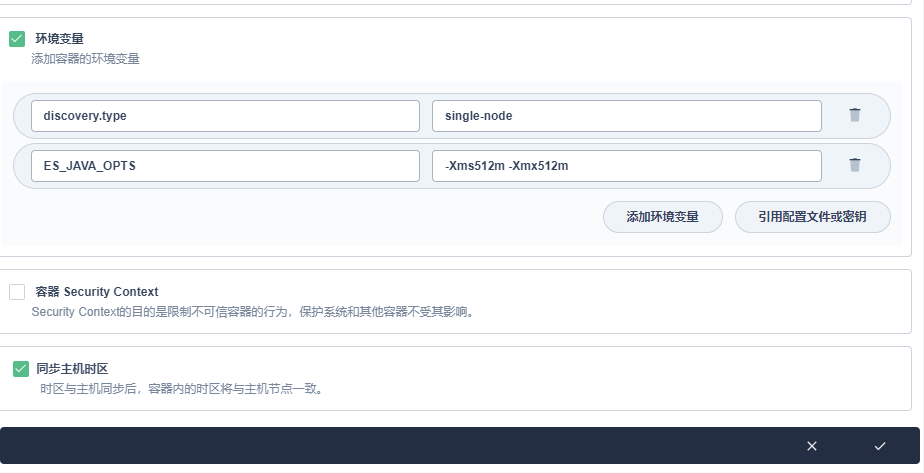 环境变量
添加容器的环境变量
discovery.type single-node
ES_JAVA_OPTS -Xms512m -Xmx512m
添加环境变量 引用配置文件或密钥
容器 Security Context
Security Context的目的是限制不可信容器的行为，保护系统和其他容器不受其影响。
同步主机时区
时区与主机同步后，容器内的时区将与主机节点一致。